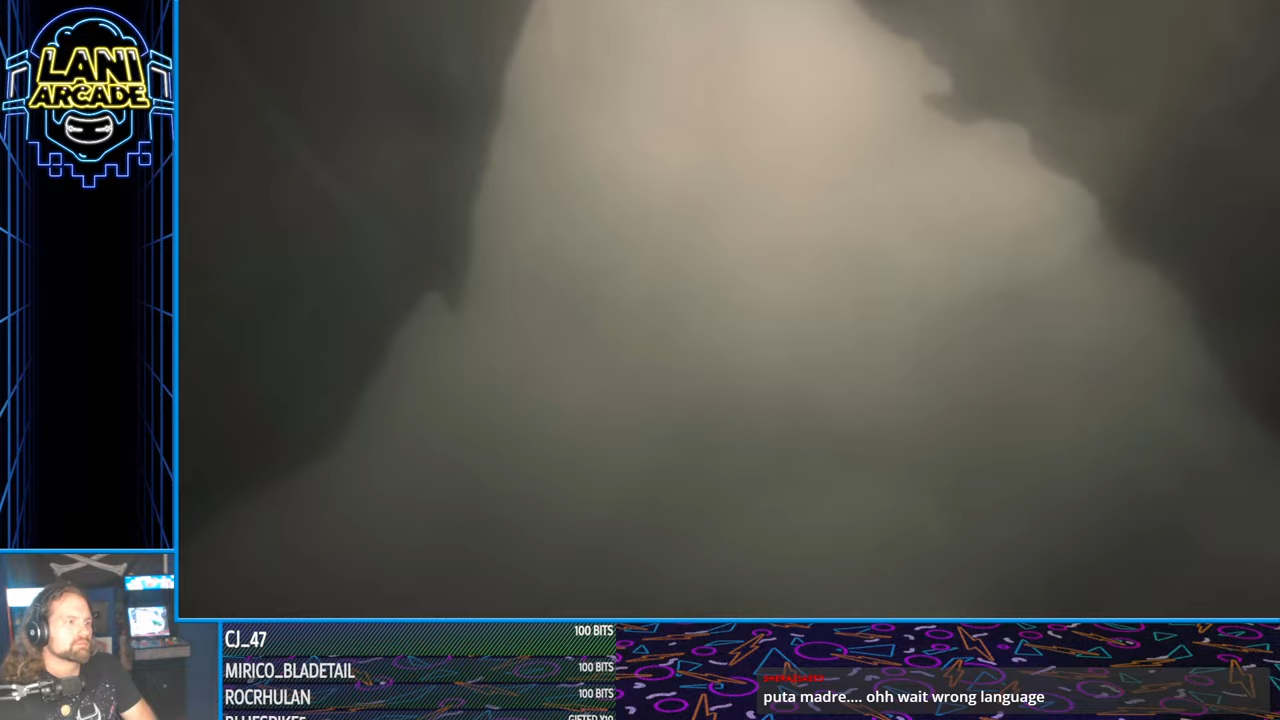 LANI
ARCADE
CJ_47
100 BITS
MIRICO_BLADETAIL
100 BITS
ROCRHULAN
100 BITS
puta madre.... ohh wait wrong language